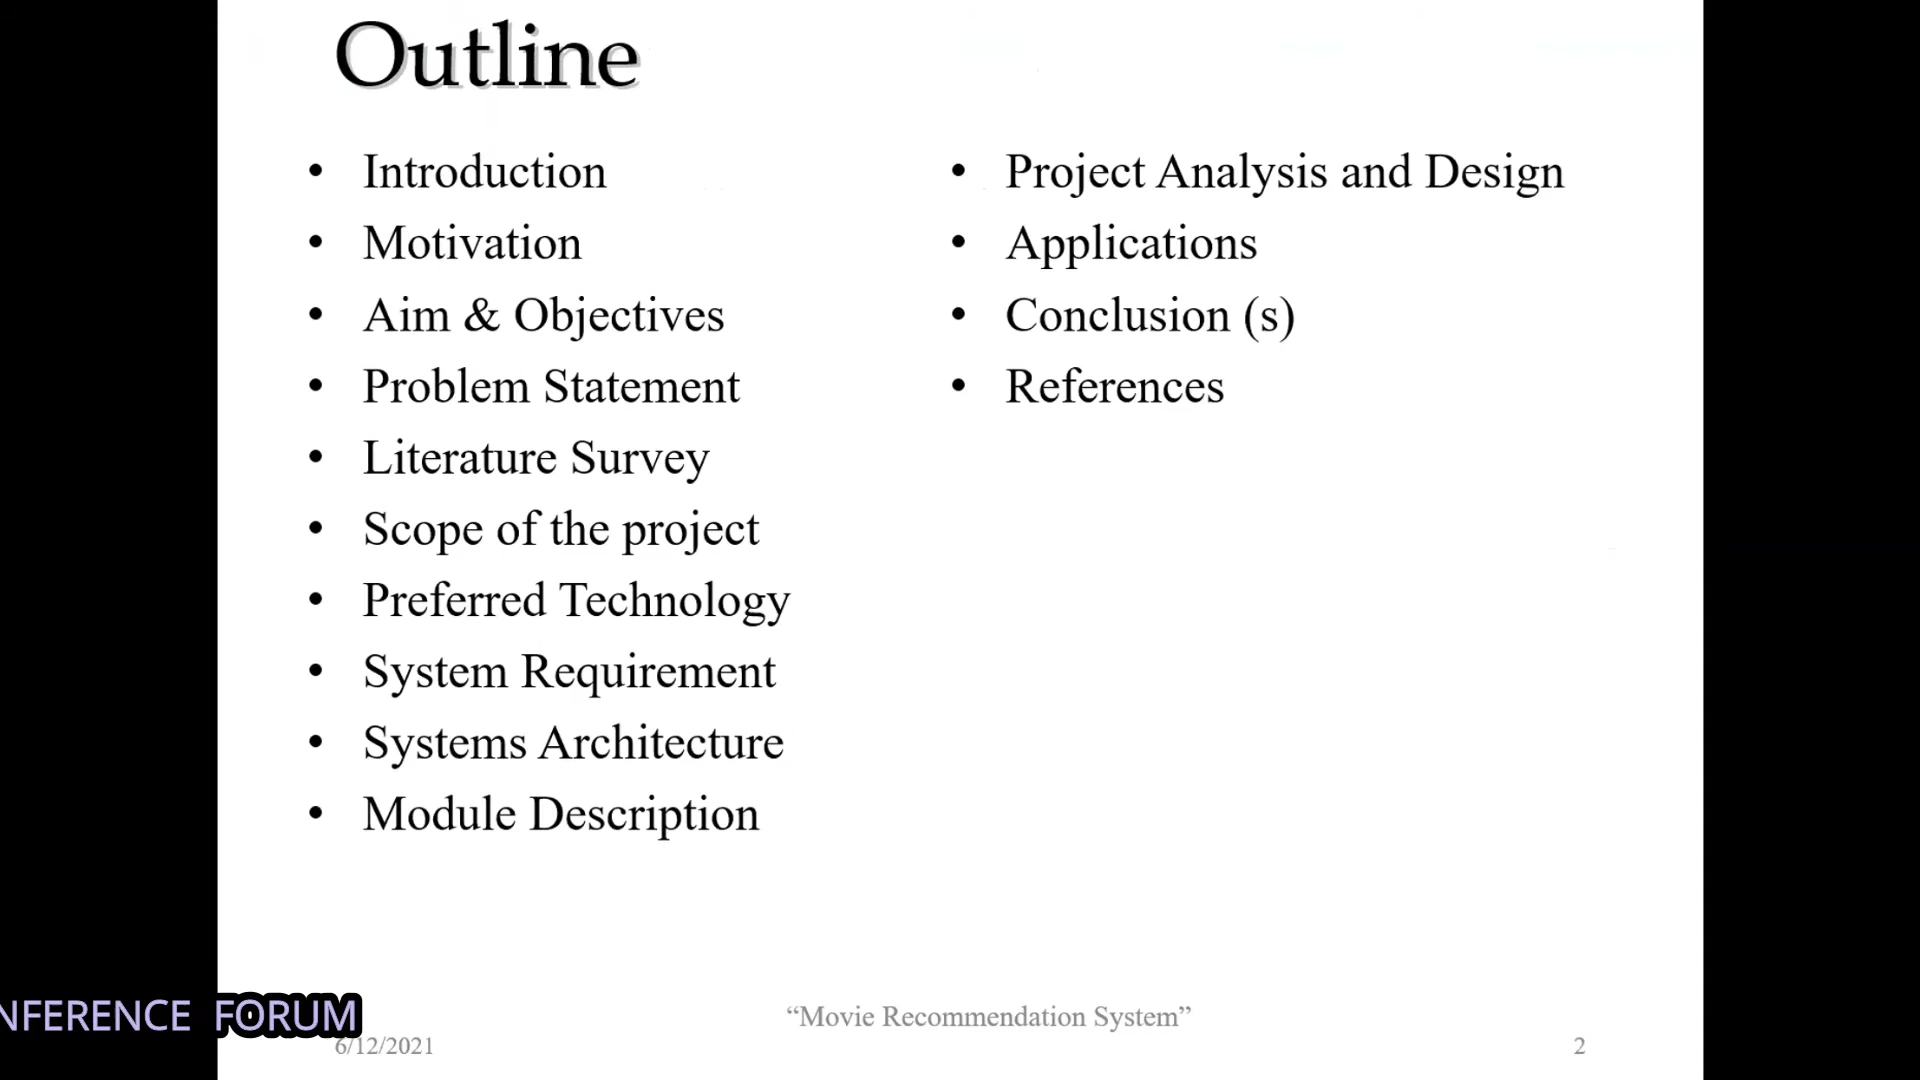 Outline
• Introduction
• Motivation
• Aim & Objectives
• Problem Statement
• Literature Survey
• Scope of the project
• Preferred Technology
• System Requirement
• Systems Architecture
• Module Description
• Project Analysis and Design
• Applications
• Conclusion (s)
• References
NFERENCE FORUM
“Movie Recommendation System”
6/12/2021
2